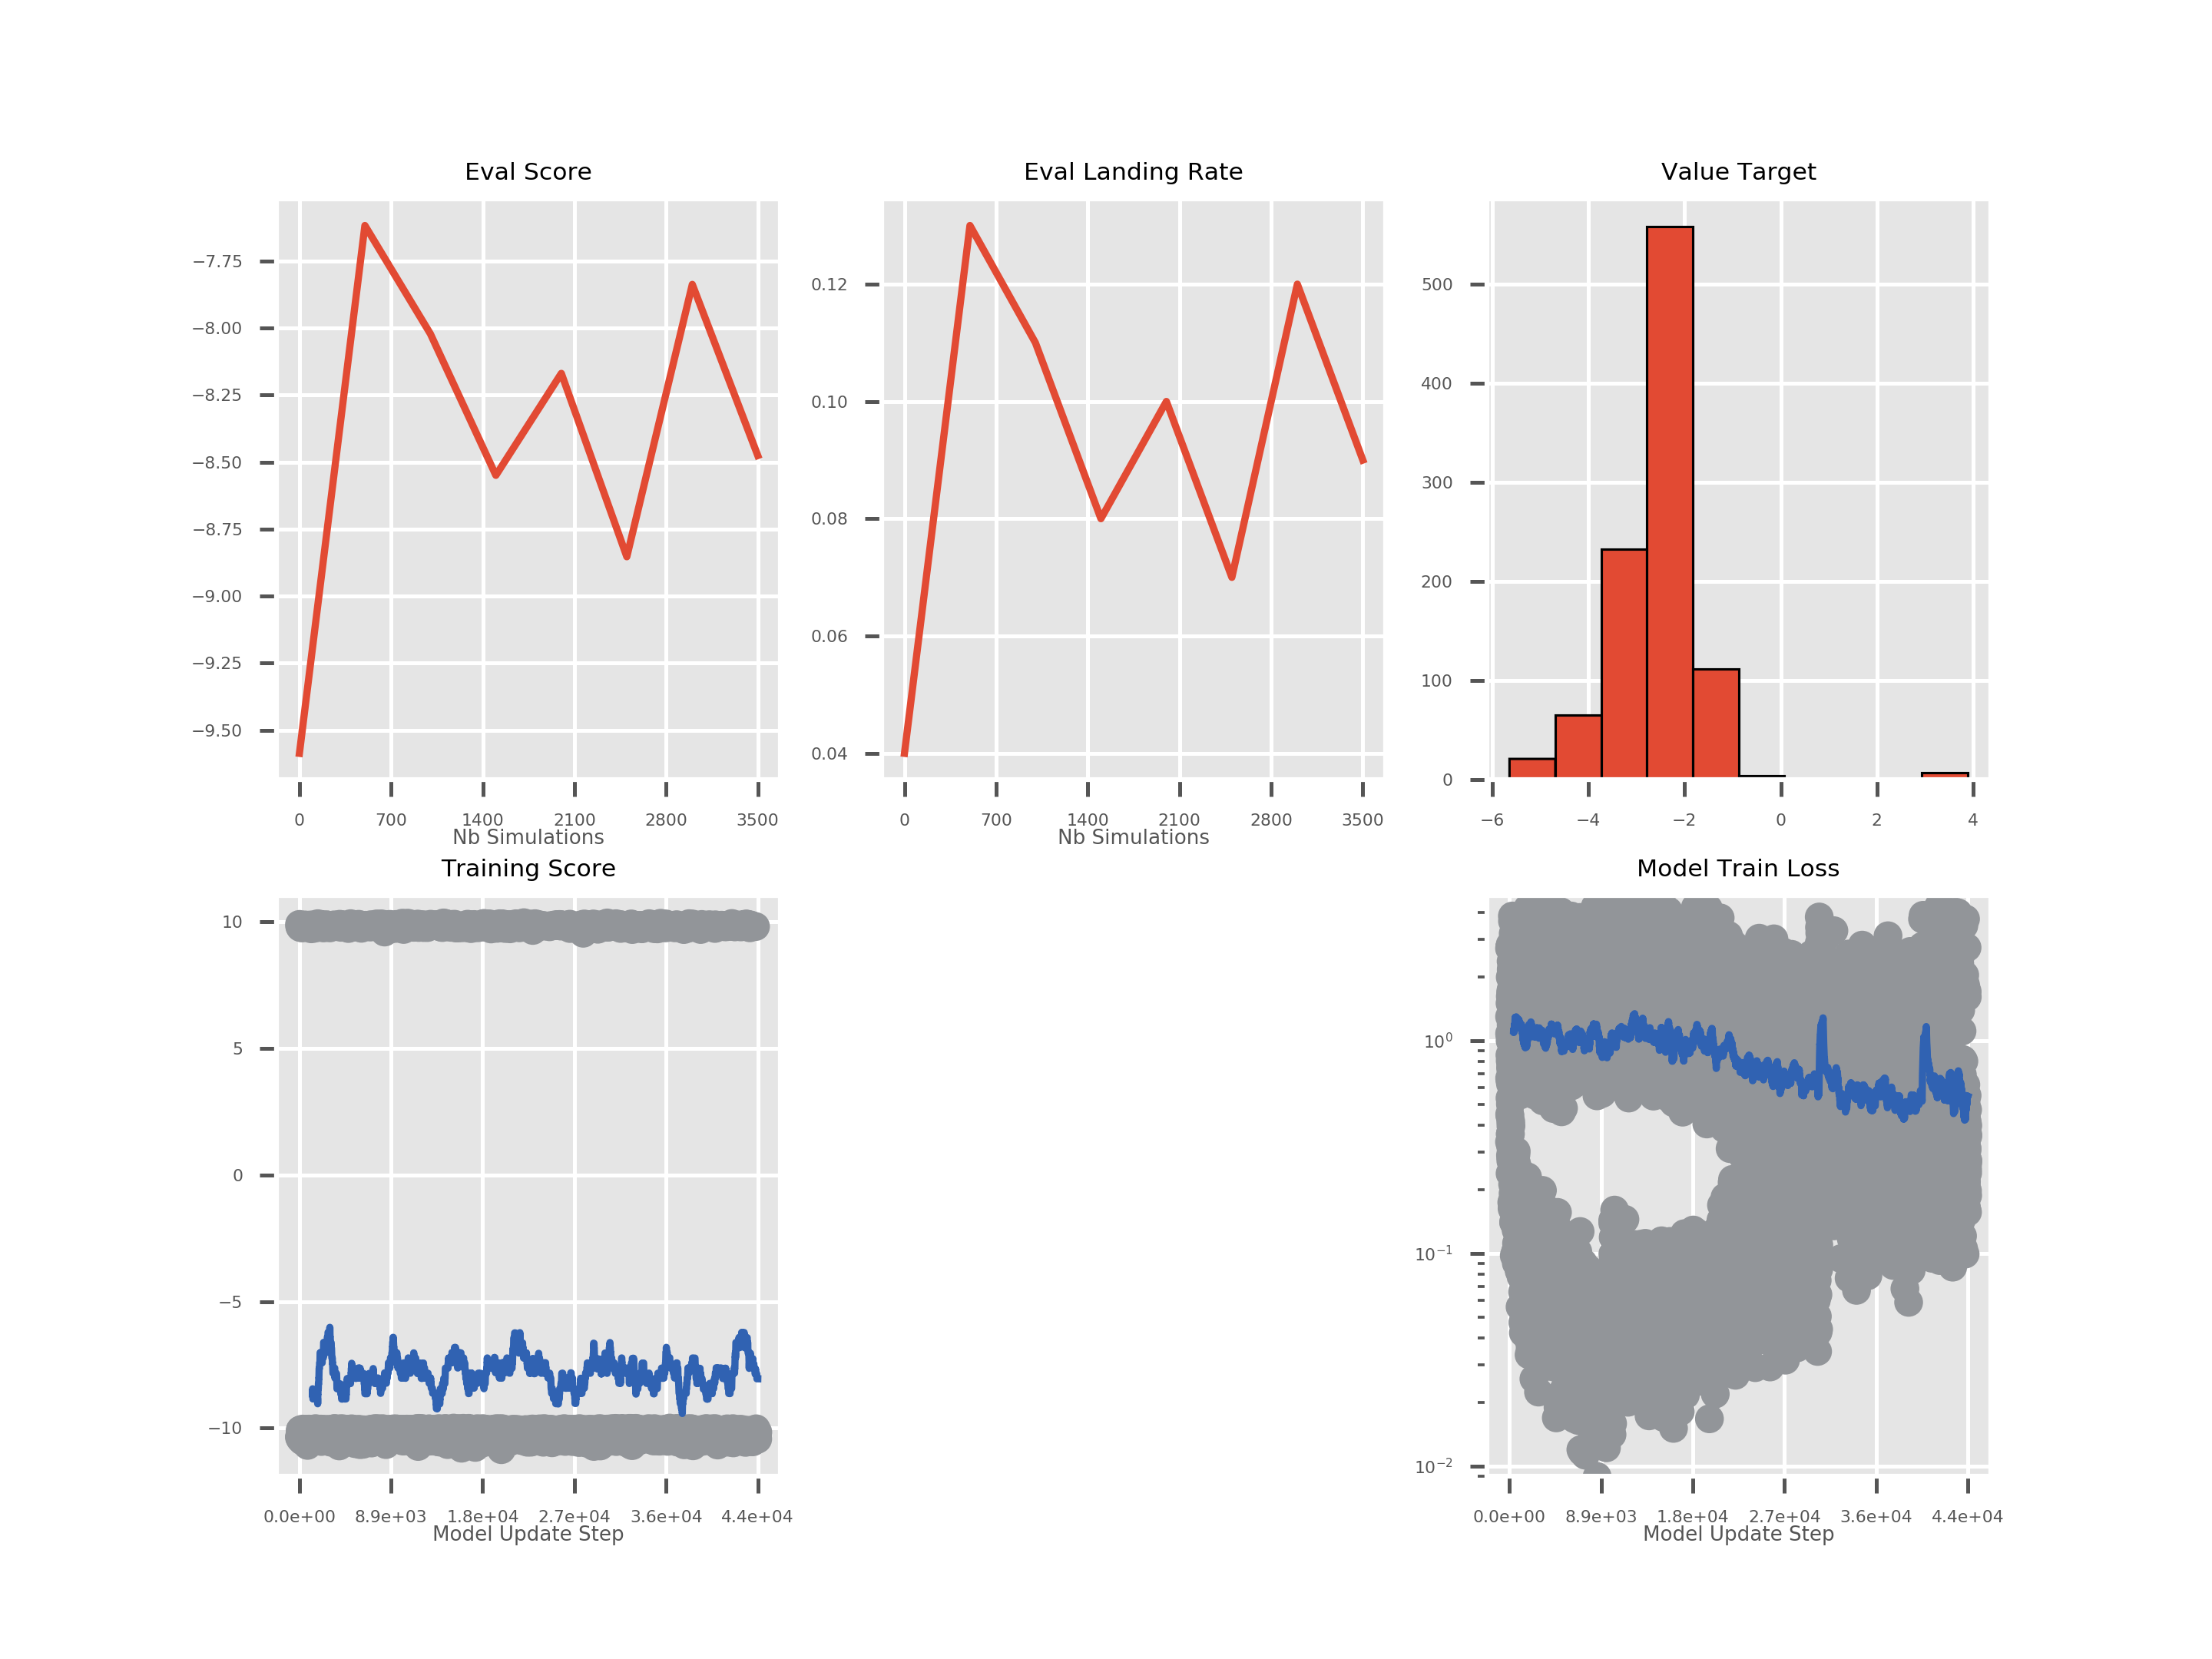 Eval Score
−7.75
−8.00
−8.25
−8.50
−8.75
−9.00
−9.25
−9.50
0 700 1400 2100 2800 3500
Nb Simulations
Eval Landing Rate
0.12
0.10
0.08
0.06
0.04
0 700 1400 2100 2800 3500
Nb Simulations
Value Target
500
400
300
200
100
0
−6 −4 −2 0 2 4
Training Score
10
5
0
−5
−10
0.0e+00 8.9e+03 1.8e+04 2.7e+04 3.6e+04 4.4e+04
Model Update Step
Model Train Loss
10⁰
10⁻¹
10⁻²
0.0e+00 8.9e+03 1.8e+04 2.7e+04 3.6e+04 4.4e+04
Model Update Step